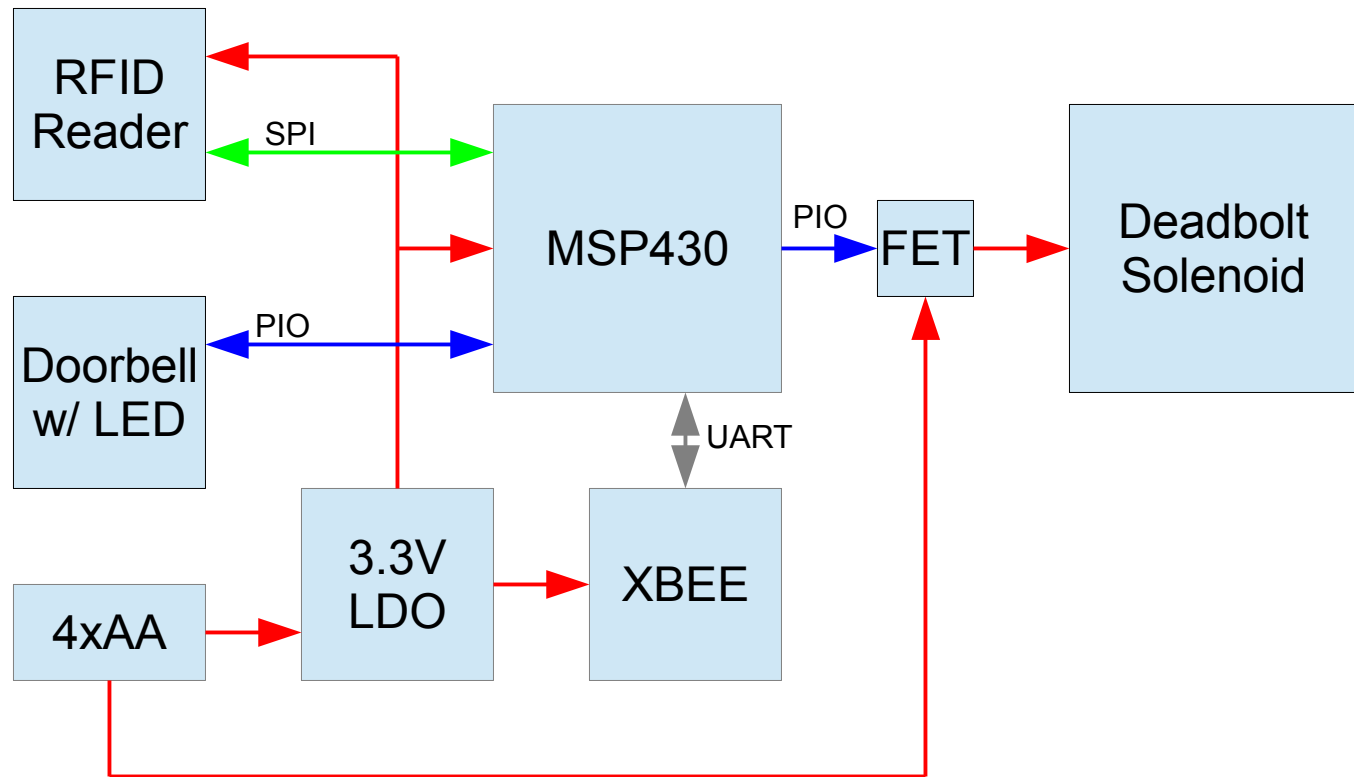 RFID
Reader
SPI
MSP430
PIO
FET
Deadbolt
Solenoid
Doorbell
w/ LED
PIO
UART
3.3V
LDO
XBEE
4xAA